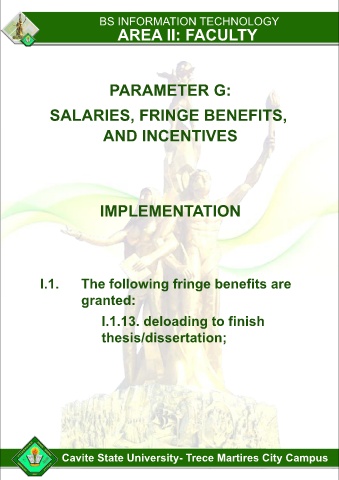 BS INFORMATION TECHNOLOGY
AREA II: FACULTY
PARAMETER G:
SALARIES, FRINGE BENEFITS,
AND INCENTIVES
IMPLEMENTATION
I.1. The following fringe benefits are
granted:
I.1.13. deloading to finish
thesis/dissertation;
Cavite State University- Trece Martires City Campus